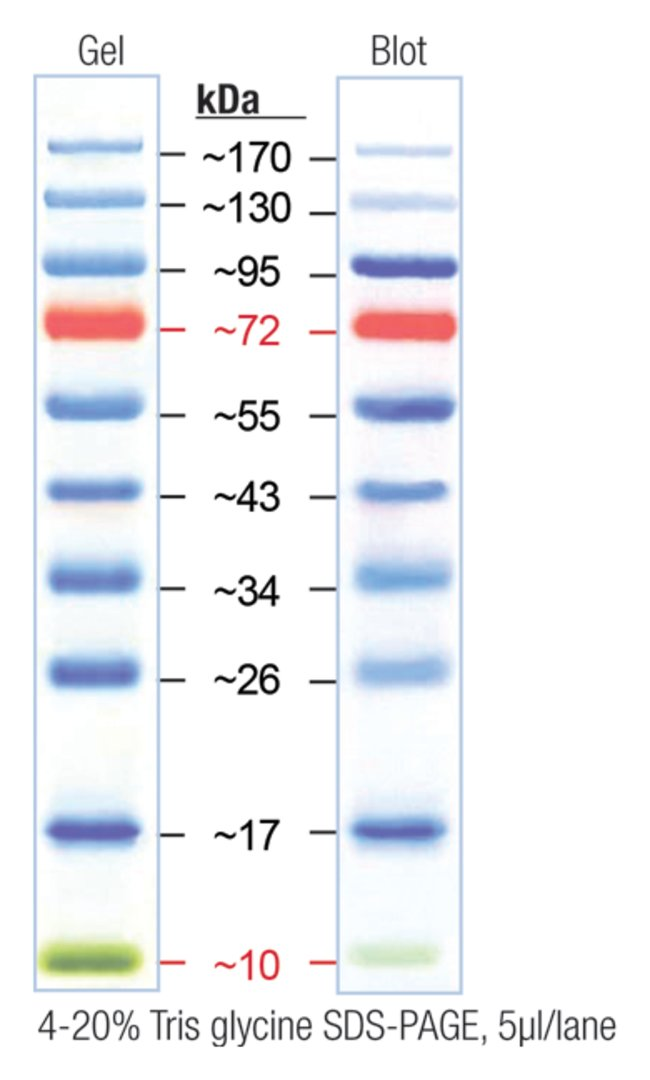 Gel
Blot
kDa
~170
~130
~95
~72
~55
~43
~34
~26
~17
~10
4-20% Tris glycine SDS-PAGE, 5µl/lane